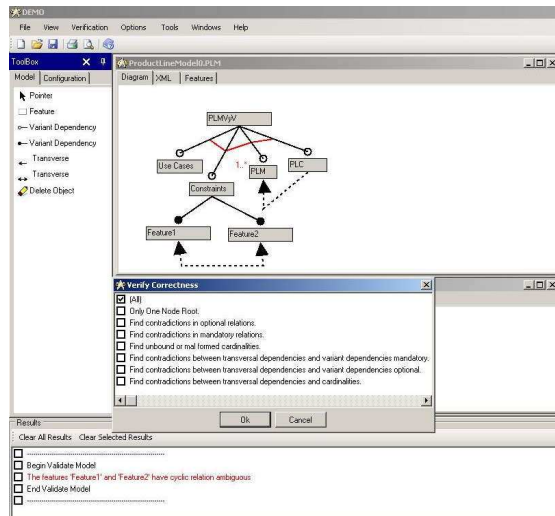 DEMO
File View Verification Options Tools Windows Help
ToolBox
ProductLineModel0.PLM
Model Configuration
Diagram XML Features
Pointer
Feature
Variant Dependency
Variant Dependency
Transverse
Transverse
Delete Object
PLMVyV
Use Cases
1..*
PLM
PLC
Constraints
Feature1
Feature2
Verify Correctness
(All)
Only One Node Root.
Find contradictions in optional relations.
Find contradictions in mandatory relations.
Find unbound or mal formed cardinalities.
Find contradictions between transversal dependencies and variant dependencies mandatory.
Find contradictions between transversal dependencies and variant dependencies optional.
Find contradictions between transversal dependencies and cardinalities.
Ok Cancel
Results
Clear All Results Clear Selected Results
Begin Validate Model
The features 'Feature1' and 'Feature2' have cyclic relation ambiguous
End Validate Model